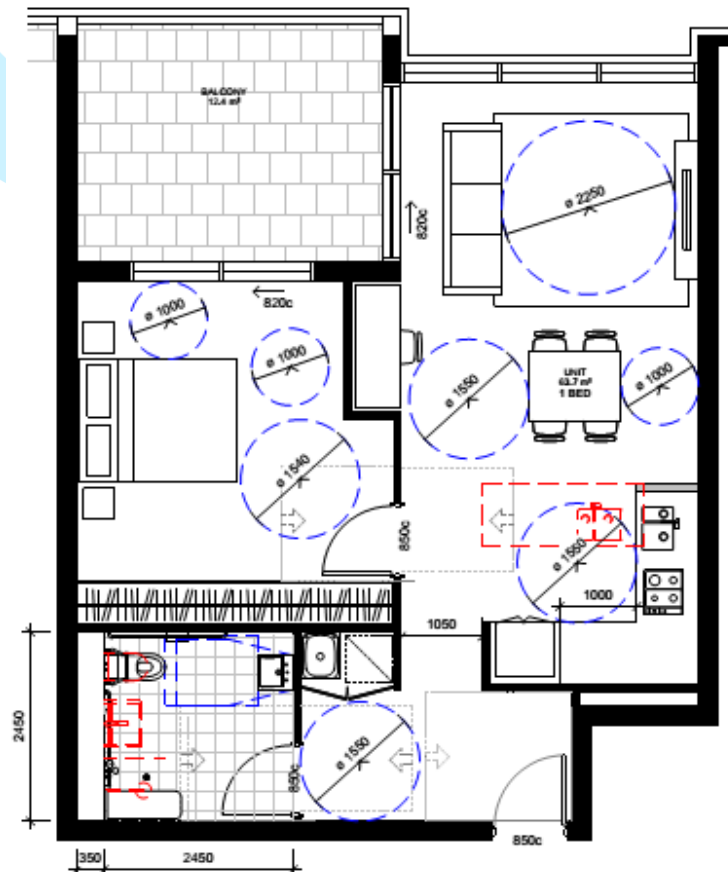 BALCONY
12.4 m²
ø 2250
820c
820c
ø 1000
ø 1000
ø 1550
UNIT
63.7 m²
1 BED
ø 1000
ø 1540
850c
ø 1550
1000
1050
2450
850c
ø 1550
850c
350
2450